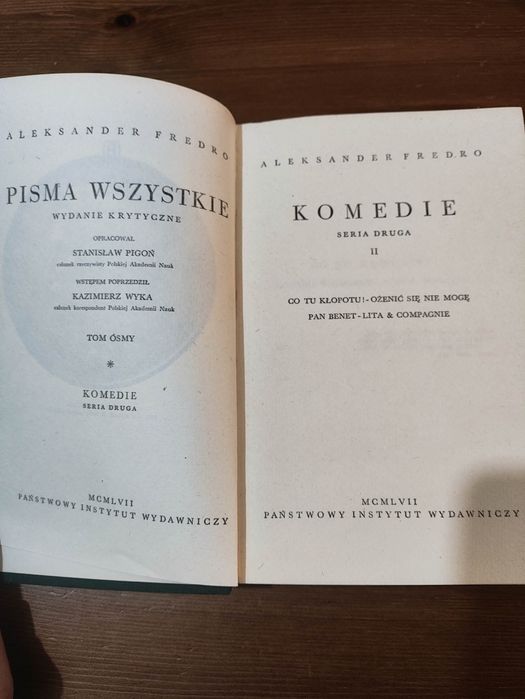 ALEKSANDER FREDRO
PISMA WSZYSTKIE
WYDANIE KRYTYCZNE
OPRACOWAŁ
STANISŁAW PIGOŃ
członek rzeczywisty Polskiej Akademii Nauk
WSTĘPEM POPRZEDZIŁ
KAZIMIERZ WYKA
członek korespondent Polskiej Akademii Nauk
TOM ÓSMY
*
KOMEDIE
SERIA DRUGA
MCMLVII
PAŃSTWOWY INSTYTUT WYDAWNICZY
ALEKSANDER FREDRO
KOMEDIE
SERIA DRUGA
II
CO TU KŁOPOTU! - OŻENIĆ SIĘ NIE MOGĘ
PAN BENET - LITA & COMPAGNIE
MCMLVII
PAŃSTWOWY INSTYTUT WYDAWNICZY